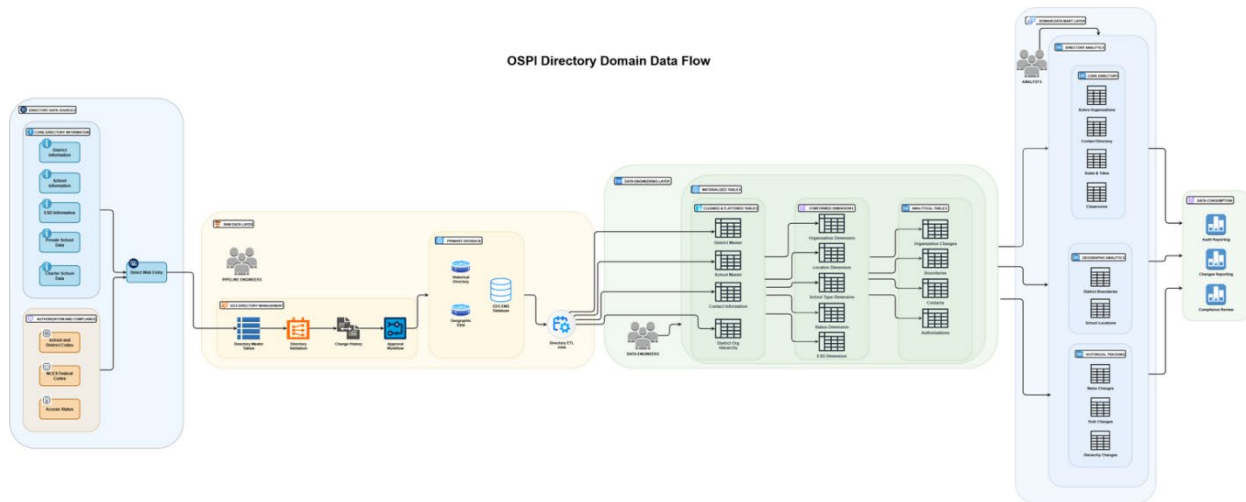 OSPI Directory Domain Data Flow
DIRECTORY DATA SOURCES
CORE DIRECTORY INFORMATION
District
Information
School
Information
ESD Information
Private School
Data
Charter School
Data
AUTHORIZATION AND COMPLIANCE
School and
District Codes
NCES Federal
Codes
Access Status
Direct Web Entry
RAW DATA LAYER
PIPELINE ENGINEERS
EDS DIRECTORY MANAGEMENT
Directory Master
Tables
Directory
Validation
Change History
Approval
Workflow
PRIMARY DATABASE
Historical
Directory
Geographic
Data
Database
Directory ETL
Jobs
DATA ENGINEERING LAYER
DATA ENGINEERS
MATERIALIZED TABLES
CLEANED & FLATTENED TABLES
District Master
School Master
Contact Information
District Org
Hierarchy
CONFORMED DIMENSIONS
Organization Dimension
Location Dimension
School Type Dimension
Status Dimension
ESD Dimension
ANALYTICAL TABLES
Organization Changes
Boundaries
Contacts
Authorizations
DOMAIN DATA MART LAYER
ANALYSTS
DIRECTORY ANALYTICS
CORE DIRECTORY
Active Organizations
Contact Directory
Roles & Titles
GEOGRAPHIC ANALYTICS
District Boundaries
School Locations
HISTORICAL TRACKING
Name Changes
Role Changes
Hierarchy Changes
DATA CONSUMPTION
Audit Reporting
Changes Reporting
Compliance Review